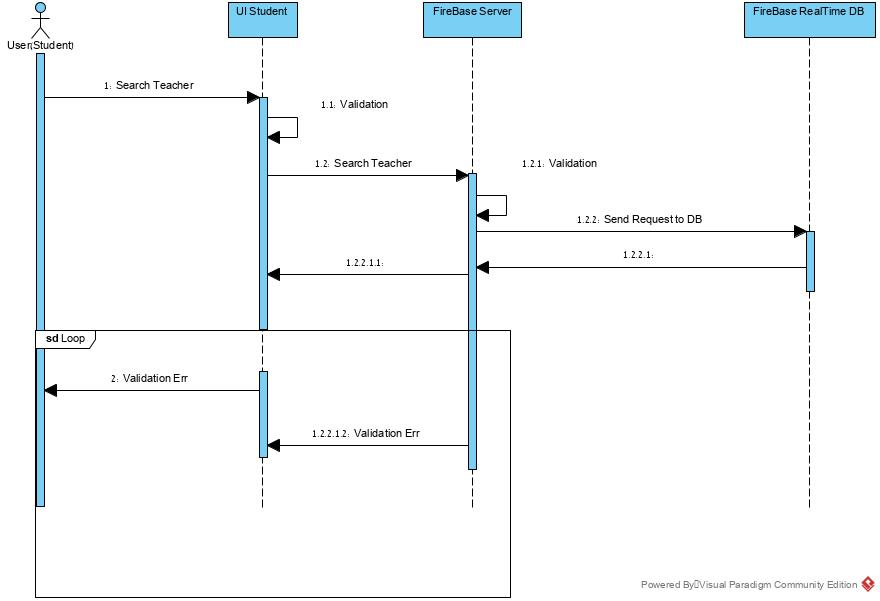 UI Student
FireBase Server
FireBase RealTime DB
User(Student)
1: Search Teacher
1.1: Validation
1.2: Search Teacher
1.2.1: Validation
1.2.2: Send Request to DB
1.2.2.1:
1.2.2.1.1:
sd Loop
2: Validation Err
1.2.2.1.2: Validation Err
Powered By▯Visual Paradigm Community Edition